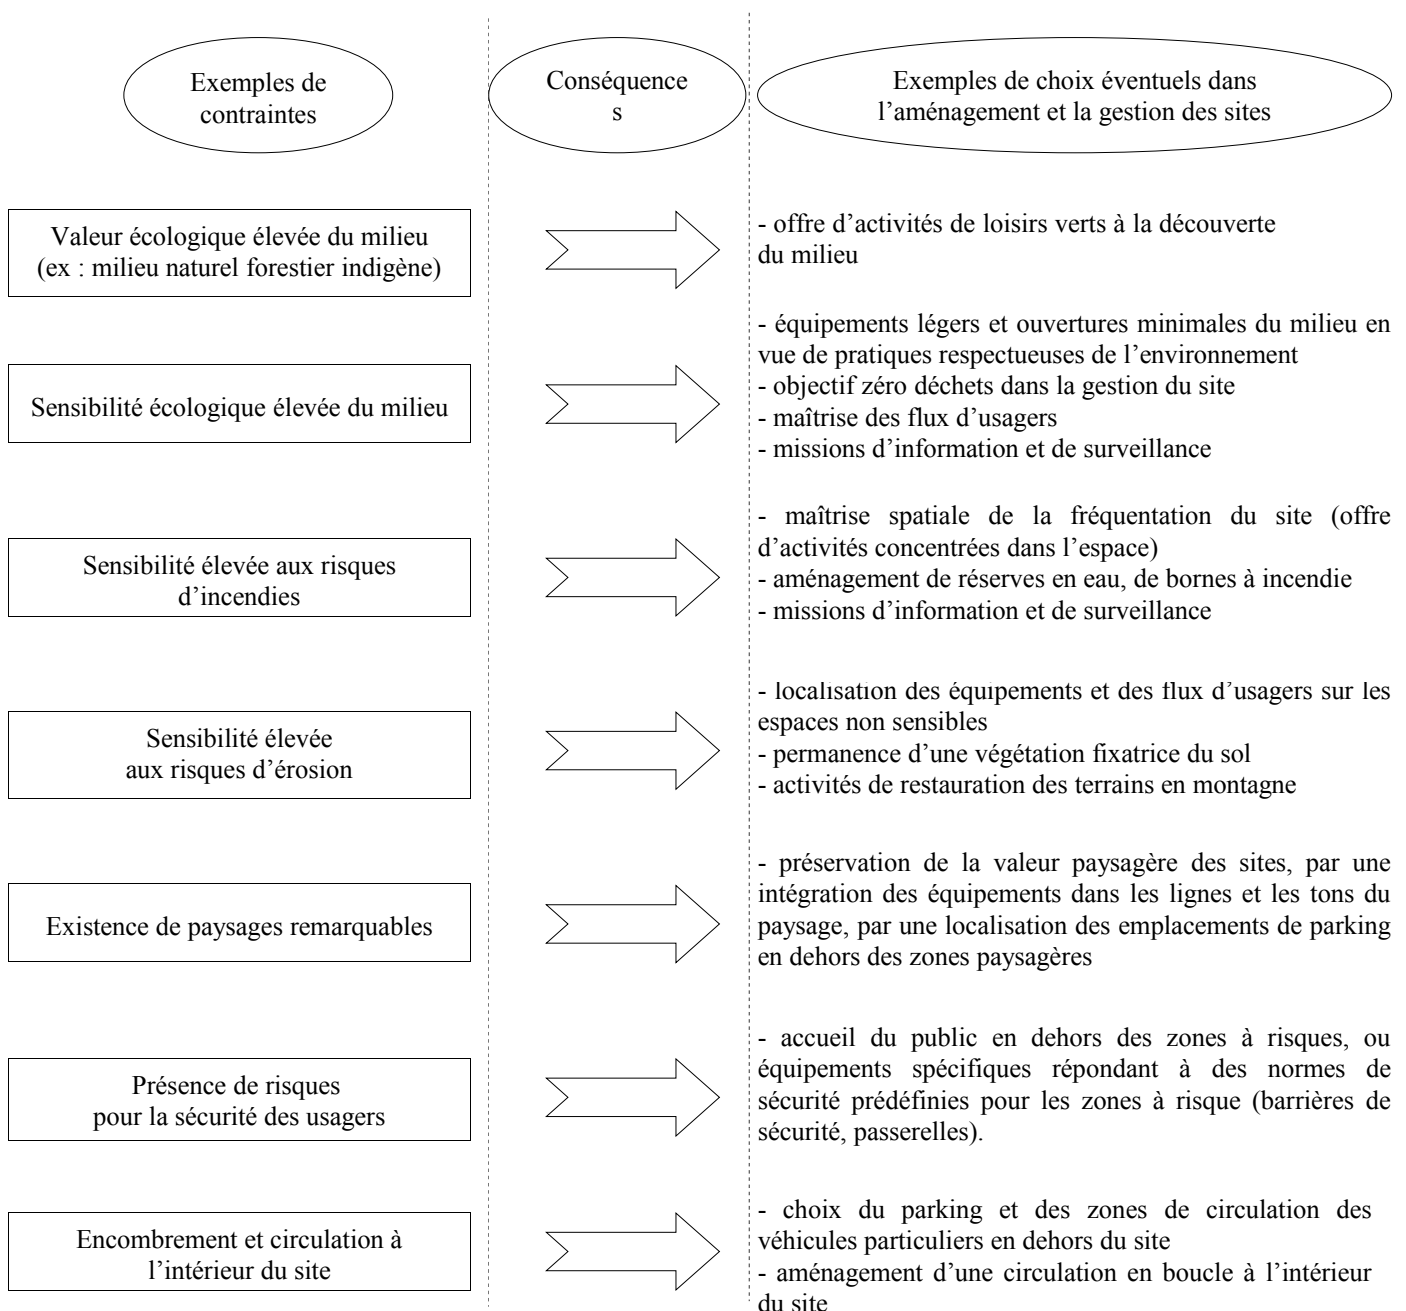 Exemples de
contraintes
Conséquence
s
Exemples de choix éventuels dans
l’aménagement et la gestion des sites
Valeur écologique élevée du milieu
(ex : milieu naturel forestier indigène)
- offre d’activités de loisirs verts à la découverte
du milieu
Sensibilité écologique élevée du milieu
- équipements légers et ouvertures minimales du milieu en
vue de pratiques respectueuses de l’environnement
- objectif zéro déchets dans la gestion du site
- maîtrise des flux d’usagers
- missions d’information et de surveillance
Sensibilité élevée aux risques
d’incendies
- maîtrise spatiale de la fréquentation du site (offre
d’activités concentrées dans l’espace)
- aménagement de réserves en eau, de bornes à incendie
- missions d’information et de surveillance
Sensibilité élevée
aux risques d’érosion
- localisation des équipements et des flux d’usagers sur les
espaces non sensibles
- permanence d’une végétation fixatrice du sol
- activités de restauration des terrains en montagne
Existence de paysages remarquables
- préservation de la valeur paysagère des sites, par une
intégration des équipements dans les lignes et les tons du
paysage, par une localisation des emplacements de parking
en dehors des zones paysagères
Présence de risques
pour la sécurité des usagers
- accueil du public en dehors des zones à risques, ou
équipements spécifiques répondant à des normes de
sécurité prédéfinies pour les zones à risque (barrières de
sécurité, passerelles).
Encombrement et circulation à
l’intérieur du site
- choix du parking et des zones de circulation des
véhicules particuliers en dehors du site
- aménagement d’une circulation en boucle à l’intérieur
du site